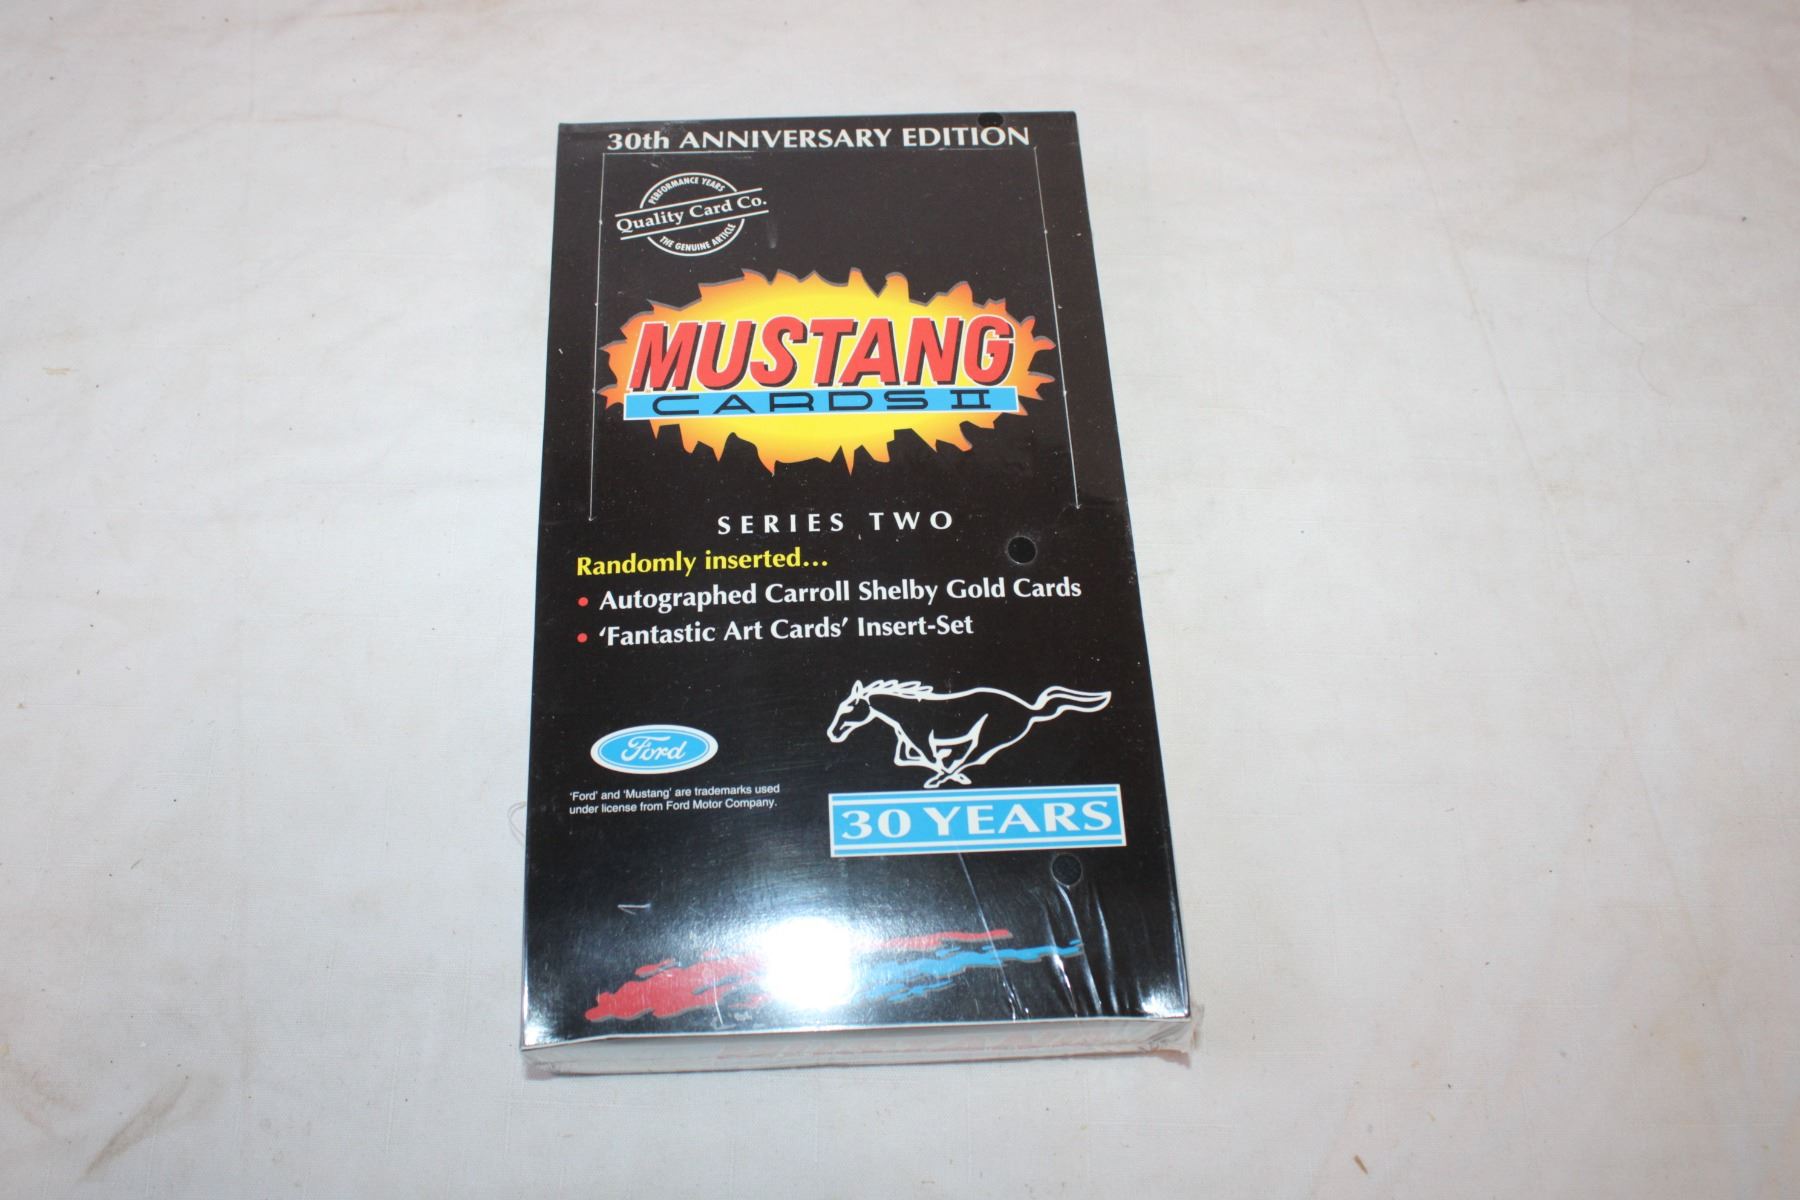 30th ANNIVERSARY EDITION
PERFORMANCE YEARS
Quality Card Co.
THE GENUINE ARTICLE
MUSTANG
CARDS II
SERIES TWO
Randomly inserted...
• Autographed Carroll Shelby Gold Cards
• ‘Fantastic Art Cards’ Insert-Set
Ford
‘Ford’ and ‘Mustang’ are trademarks used
under license from Ford Motor Company.
30 YEARS